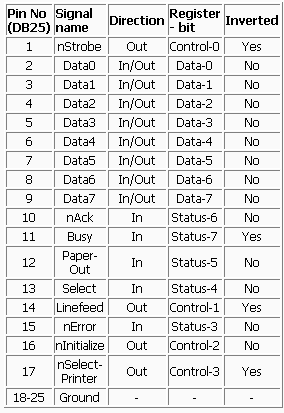 Pin No (DB25) Signal name Direction Register - bit Inverted
1 nStrobe Out Control-0 Yes
2 Data0 In/Out Data-0 No
3 Data1 In/Out Data-1 No
4 Data2 In/Out Data-2 No
5 Data3 In/Out Data-3 No
6 Data4 In/Out Data-4 No
7 Data5 In/Out Data-5 No
8 Data6 In/Out Data-6 No
9 Data7 In/Out Data-7 No
10 nAck In Status-6 No
11 Busy In Status-7 Yes
12 Paper-Out In Status-5 No
13 Select In Status-4 No
14 Linefeed Out Control-1 Yes
15 nError In Status-3 No
16 nInitialize Out Control-2 No
17 nSelect-Printer Out Control-3 Yes
18-25 Ground - - -